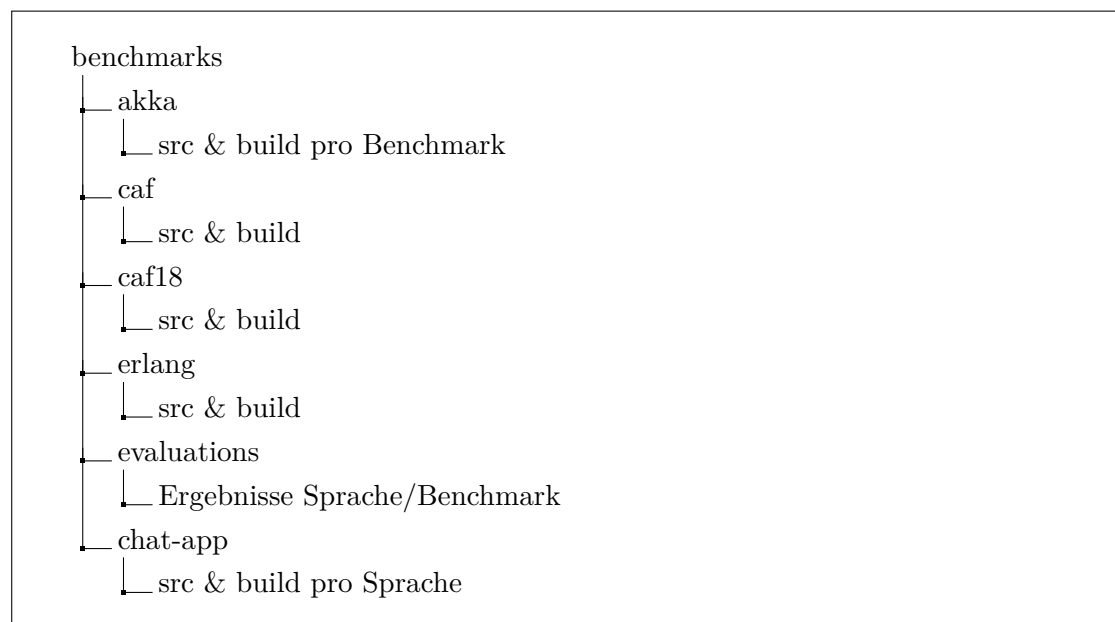 benchmarks
akka
src & build pro Benchmark
caf
src & build
caf18
src & build
erlang
src & build
evaluations
Ergebnisse Sprache/Benchmark
chat-app
src & build pro Sprache